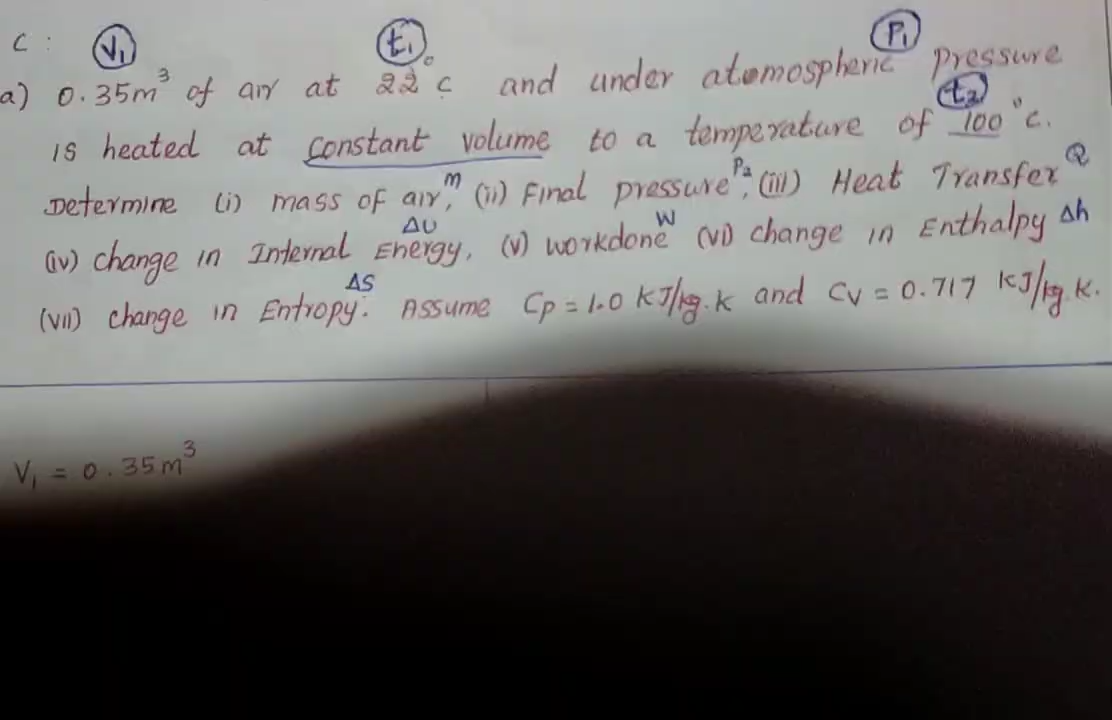 C : V₁ t₁ P₁
a) 0.35m³ of air at 22°c and under atomospheric pressure
t₂
is heated at constant volume to a temperature of 100°c.
Determine (i) mass of air m, (ii) Final pressure P₂, (iii) Heat Transfer Q
(iv) change in Internal Energy, ΔU (v) workdone W (vi) change in Enthalpy Δh
(vii) change in Entropy. ΔS Assume Cp = 1.0 KJ/kg.K and Cv = 0.717 KJ/kg.K.
V₁ = 0.35m³